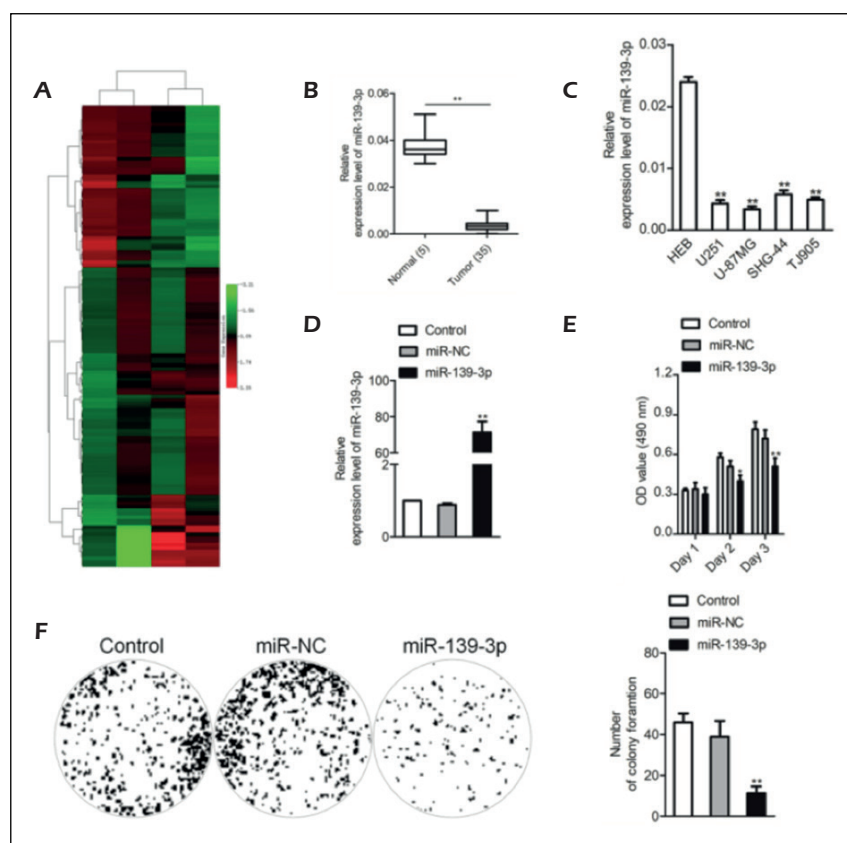 A
B
Relative
expression level of miR-139-3p
0.06
0.04
0.02
0.00
**
Normal (5)
Tumor (35)
C
Relative
expression level of miR-139-3p
0.03
0.02
0.01
0.00
**
**
**
**
HEB
U251
U-87MG
SHG-44
TJ905
D
Control
miR-NC
miR-139-3p
Relative
expression level of miR-139-3p
100
80
60
2
1
0
**
E
Control
miR-NC
miR-139-3p
OD value (490 nm)
1.2
0.9
0.6
0.3
0.0
*
**
Day 1
Day 2
Day 3
F
Control
miR-NC
miR-139-3p
Control
miR-NC
miR-139-3p
Number
of colony foramtion
80
60
40
20
0
**